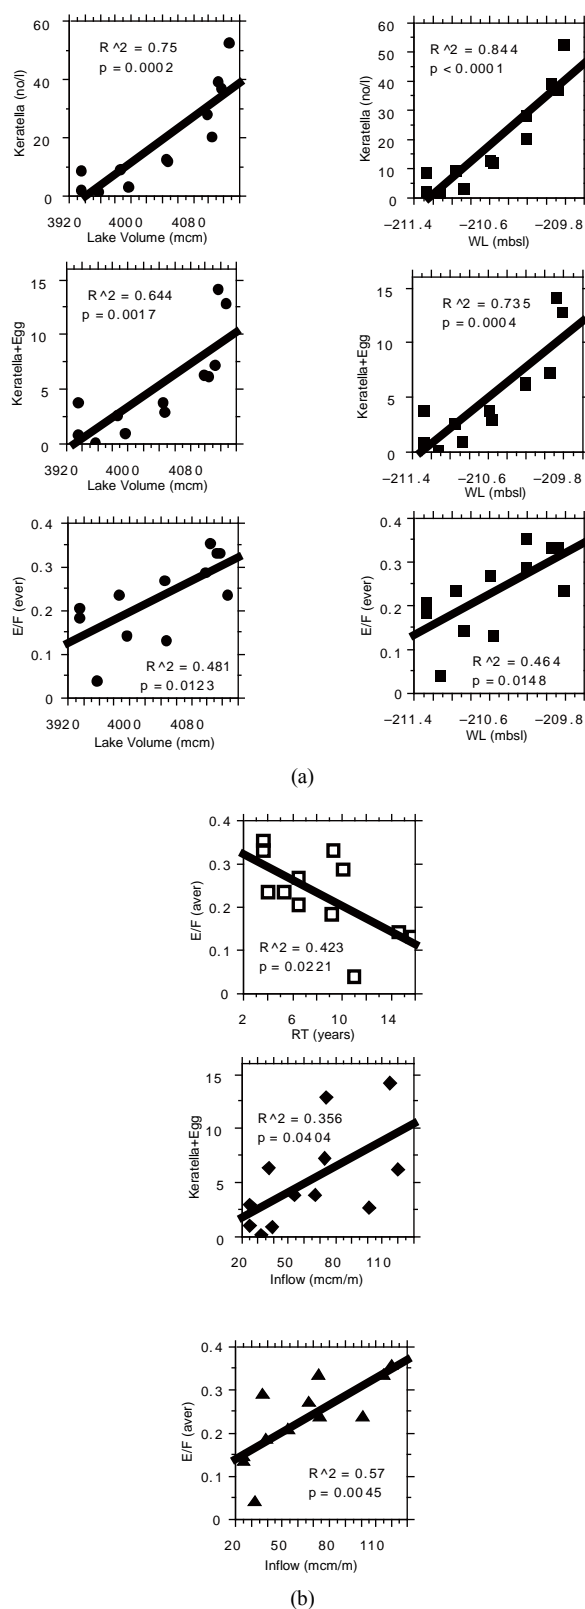 60
40
20
0
Keratella (no/l)
R^2 = 0.75
p = 0.0002
3920 4000 4080
Lake Volume (mcm)
60
50
40
30
20
10
0
Keratella (no/l)
R^2 = 0.844
p < 0.0001
−211.4 −210.6 −209.8
WL (mbsl)
15
10
5
0
Keratella+Egg
R^2 = 0.644
p = 0.0017
3920 4000 4080
Lake Volume (mcm)
15
10
5
0
Keratella+Egg
R^2 = 0.735
p = 0.0004
−211.4 −210.6 −209.8
WL (mbsl)
0.4
0.3
0.2
0.1
0
E/F (ever)
R^2 = 0.481
p = 0.0123
3920 4000 4080
Lake Volume (mcm)
0.4
0.3
0.2
0.1
0
E/F (aver)
R^2 = 0.464
p = 0.0148
−211.4 −210.6 −209.8
WL (mbsl)
(a)
0.4
0.3
0.2
0.1
0
E/F (aver)
R^2 = 0.423
p = 0.0221
2 6 10 14
RT (years)
15
10
5
0
Keratella+Egg
R^2 = 0.356
p = 0.0404
20 50 80 110
Inflow (mcm/m)
0.4
0.3
0.2
0.1
0
E/F (aver)
R^2 = 0.57
p = 0.0045
20 50 80 110
Inflow (mcm/m)
(b)